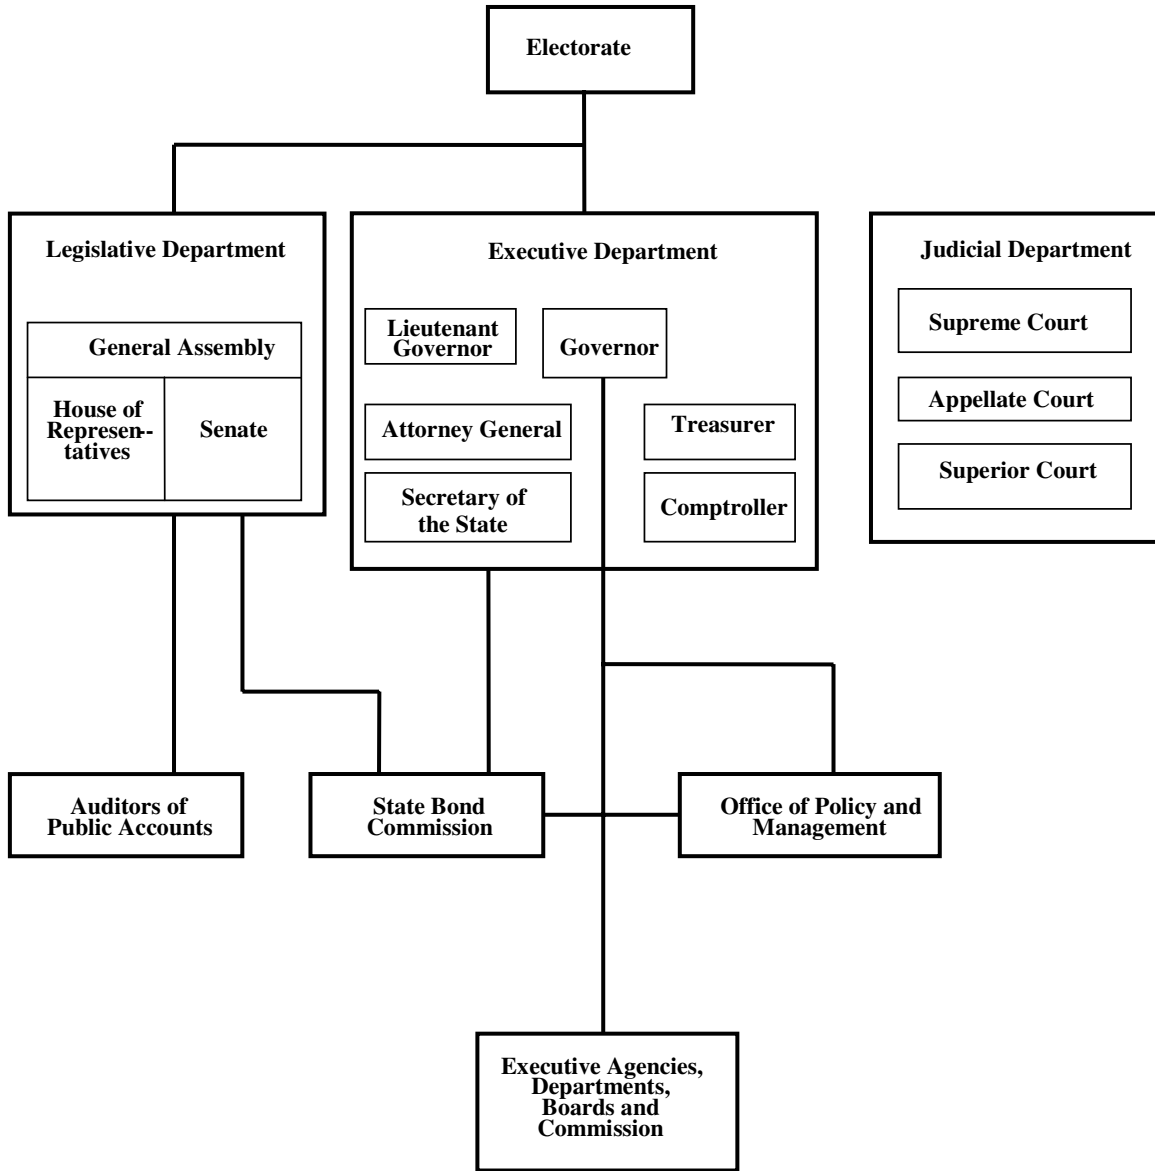 Electorate
Legislative Department
General Assembly
House of
Represen--
tatives
Senate
Executive Department
Lieutenant
Governor
Governor
Attorney General
Treasurer
Secretary of
the State
Comptroller
Judicial Department
Supreme Court
Appellate Court
Superior Court
Auditors of
Public Accounts
State Bond
Commission
Office of Policy and
Management
Executive Agencies,
Departments,
Boards and
Commission